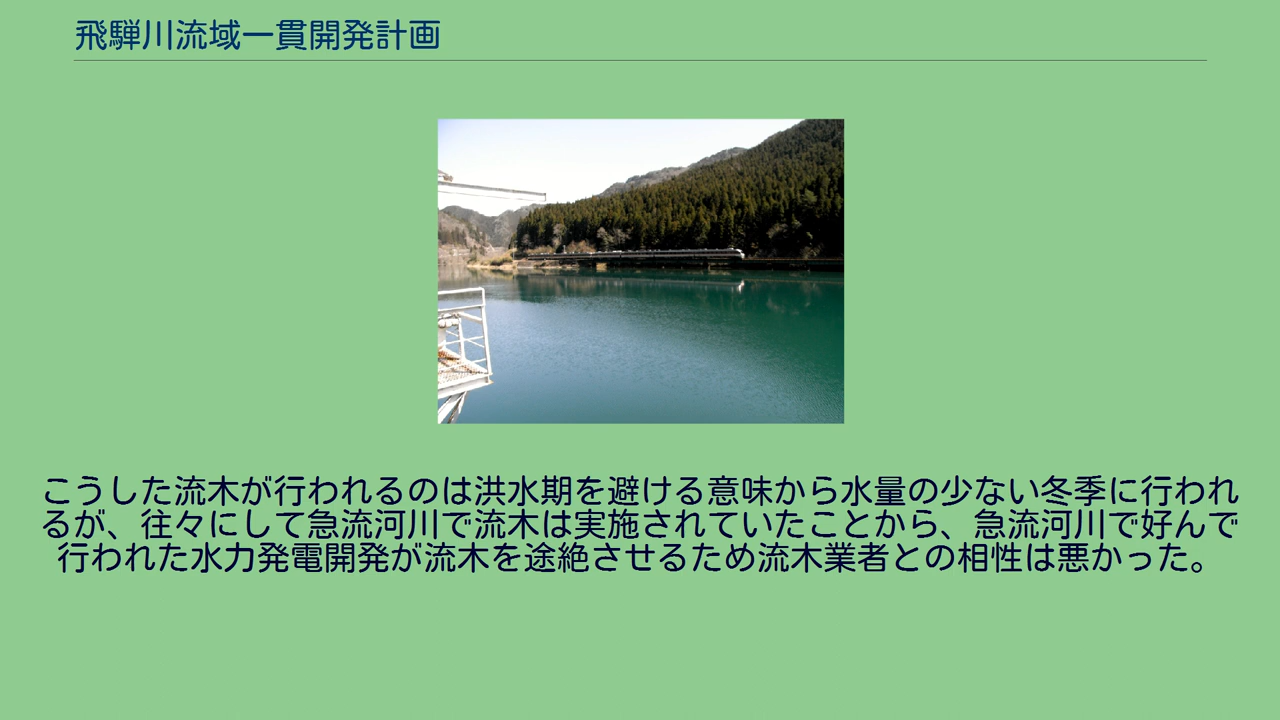 飛騨川流域一貫開発計画
こうした流木が行われるのは洪水期を避ける意味から水量の少ない冬季に行われ
るが、往々にして急流河川で流木は実施されていたことから、急流河川で好んで
行われた水力発電開発が流木を途絶させるため流木業者との相性は悪かった。